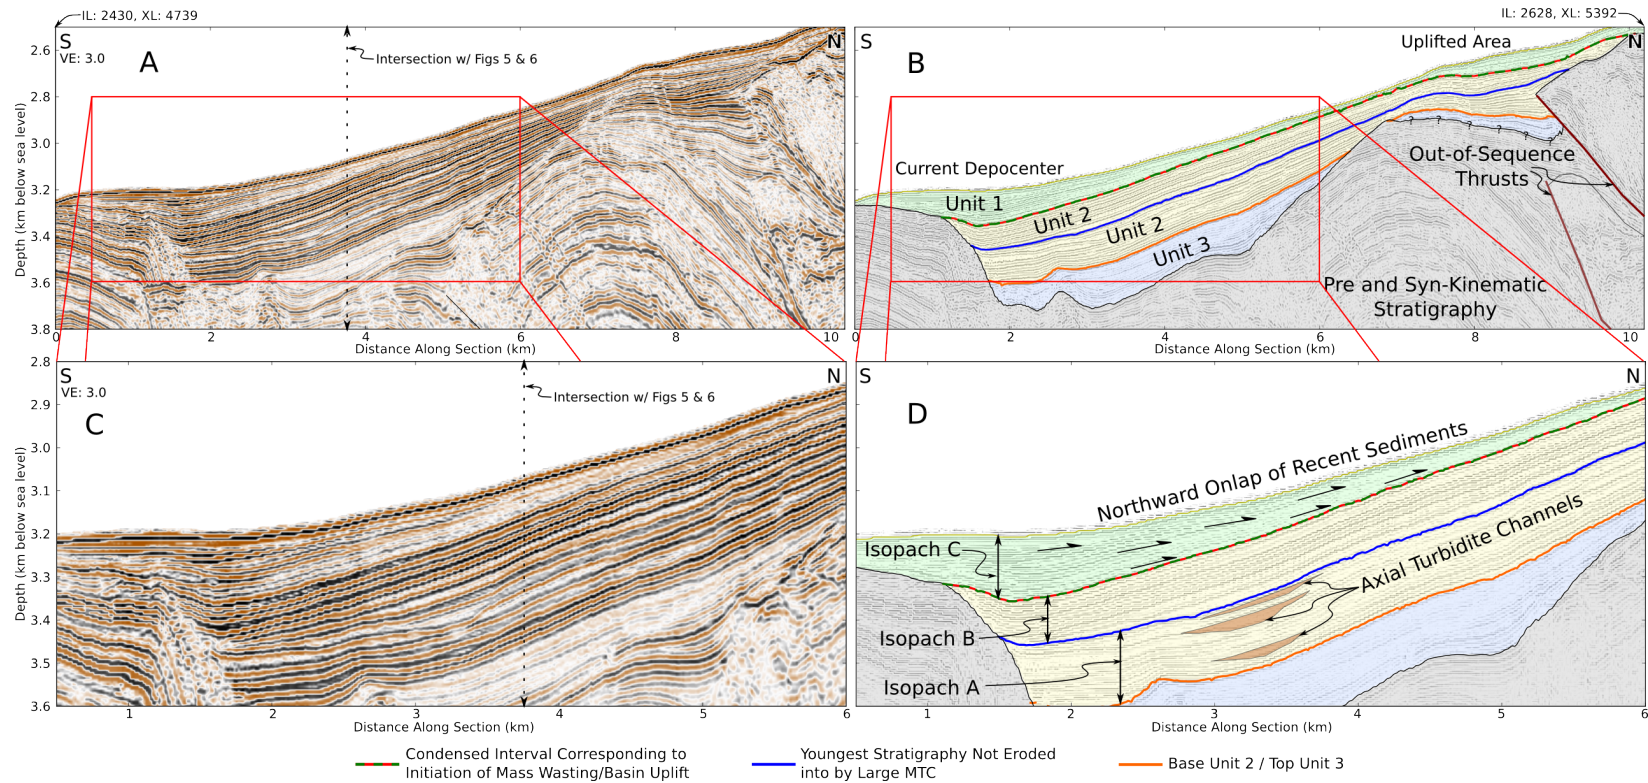 IL: 2430, XL: 4739
IL: 2628, XL: 5392
S
VE: 3.0
A
Intersection w/ Figs 5 & 6
N
2.6
2.8
3.0
3.2
3.4
3.6
3.8
Depth (km below sea level)
0
2
4
6
8
10
Distance Along Section (km)
S
B
Uplifted Area
N
Current Depocenter
Out-of-Sequence
Thrusts
Unit 1
Unit 2
Unit 2
Unit 3
Pre and Syn-Kinematic
Stratigraphy
? ? ? ? ? ?
0
2
4
6
8
10
Distance Along Section (km)
S
VE: 3.0
C
Intersection w/ Figs 5 & 6
N
2.8
2.9
3.0
3.1
3.2
3.3
3.4
3.5
3.6
Depth (km below sea level)
1
2
3
4
5
6
Distance Along Section (km)
S
D
N
Northward Onlap of Recent Sediments
Isopach C
Axial Turbidite Channels
Isopach B
Isopach A
1
2
3
4
5
6
Distance Along Section (km)
Condensed Interval Corresponding to
Initiation of Mass Wasting/Basin Uplift
Youngest Stratigraphy Not Eroded
into by Large MTC
Base Unit 2 / Top Unit 3